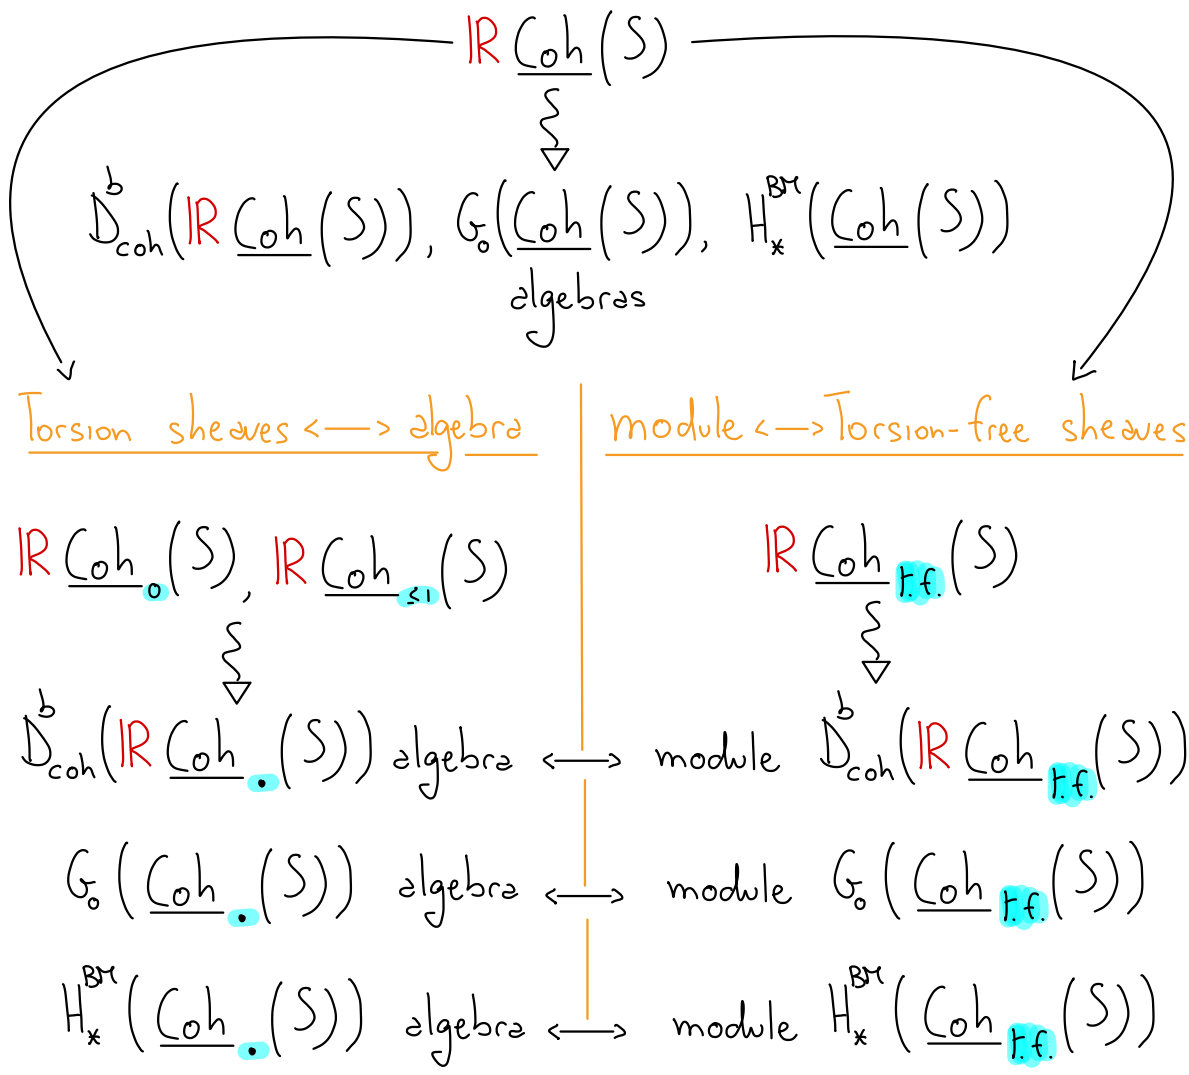 ℝ Coh (S)
D^b_coh(ℝ Coh (S)), G_0(Coh (S)), H^BM_*(Coh (S))
algebras
Torsion sheaves <—> algebra
module <—> Torsion-free sheaves
ℝ Coh_0 (S), ℝ Coh_≤1 (S)
ℝ Coh_t.f. (S)
D^b_coh(ℝ Coh_• (S)) algebra <—> module D^b_coh(ℝ Coh_t.f. (S))
G_0(Coh_• (S)) algebra <—> module G_0(Coh_t.f. (S))
H^BM_*(Coh_• (S)) algebra <—> module H^BM_*(Coh_t.f. (S))